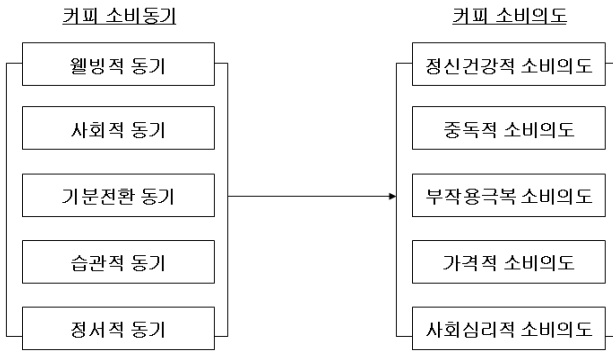 커피 소비동기
웰빙적 동기
사회적 동기
기분전환 동기
습관적 동기
정서적 동기
커피 소비의도
정신건강적 소비의도
중독적 소비의도
부작용극복 소비의도
가격적 소비의도
사회심리적 소비의도